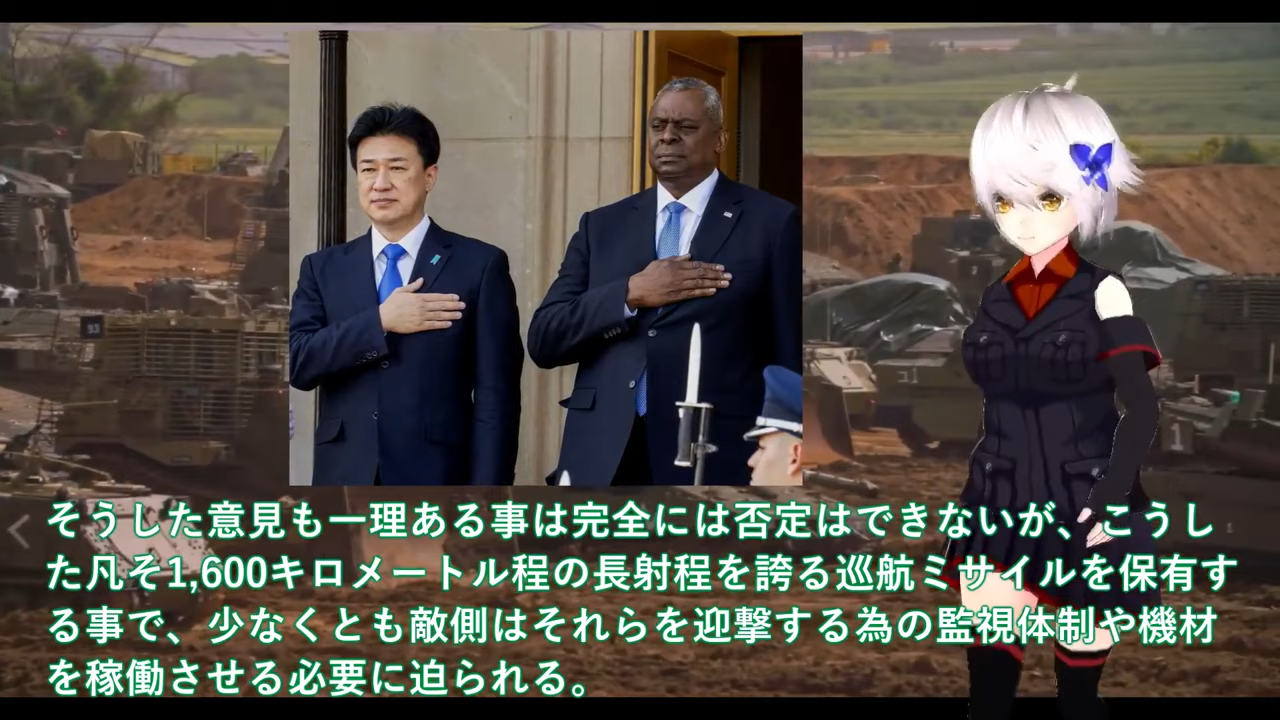 そうした意見も一理ある事は完全には否定はできないが、こうし
た凡そ1,600キロメートル程の長射程を誇る巡航ミサイルを保有す
る事で、少なくとも敵側はそれらを迎撃する為の監視体制や機材
を稼働させる必要に迫られる。
93
1